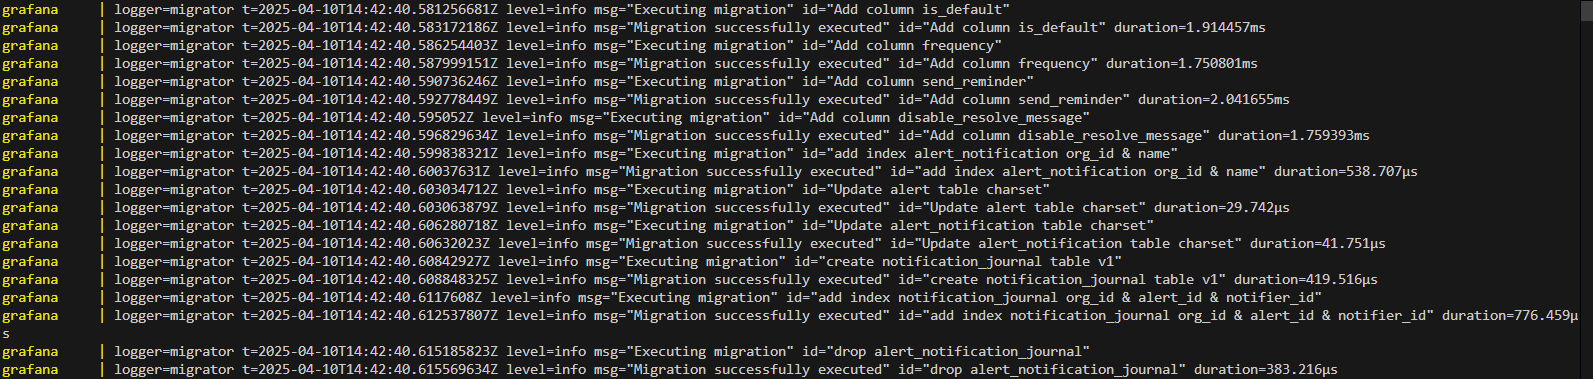 grafana     | logger=migrator t=2025-04-10T14:42:40.581256681Z level=info msg="Executing migration" id="Add column is_default"
grafana     | logger=migrator t=2025-04-10T14:42:40.583172186Z level=info msg="Migration successfully executed" id="Add column is_default" duration=1.914457ms
grafana     | logger=migrator t=2025-04-10T14:42:40.586254403Z level=info msg="Executing migration" id="Add column frequency"
grafana     | logger=migrator t=2025-04-10T14:42:40.587999151Z level=info msg="Migration successfully executed" id="Add column frequency" duration=1.750801ms
grafana     | logger=migrator t=2025-04-10T14:42:40.590736246Z level=info msg="Executing migration" id="Add column send_reminder"
grafana     | logger=migrator t=2025-04-10T14:42:40.592778449Z level=info msg="Migration successfully executed" id="Add column send_reminder" duration=2.041655ms
grafana     | logger=migrator t=2025-04-10T14:42:40.595052Z level=info msg="Executing migration" id="Add column disable_resolve_message"
grafana     | logger=migrator t=2025-04-10T14:42:40.596829634Z level=info msg="Migration successfully executed" id="Add column disable_resolve_message" duration=1.759393ms
grafana     | logger=migrator t=2025-04-10T14:42:40.599838321Z level=info msg="Executing migration" id="add index alert_notification org_id & name"
grafana     | logger=migrator t=2025-04-10T14:42:40.60037631Z level=info msg="Migration successfully executed" id="add index alert_notification org_id & name" duration=538.707µs
grafana     | logger=migrator t=2025-04-10T14:42:40.603034712Z level=info msg="Executing migration" id="Update alert table charset"
grafana     | logger=migrator t=2025-04-10T14:42:40.603063879Z level=info msg="Migration successfully executed" id="Update alert table charset" duration=29.742µs
grafana     | logger=migrator t=2025-04-10T14:42:40.606280718Z level=info msg="Executing migration" id="Update alert_notification table charset"
grafana     | logger=migrator t=2025-04-10T14:42:40.60632023Z level=info msg="Migration successfully executed" id="Update alert_notification table charset" duration=41.751µs
grafana     | logger=migrator t=2025-04-10T14:42:40.60842927Z level=info msg="Executing migration" id="create notification_journal table v1"
grafana     | logger=migrator t=2025-04-10T14:42:40.608848325Z level=info msg="Migration successfully executed" id="create notification_journal table v1" duration=419.516µs
grafana     | logger=migrator t=2025-04-10T14:42:40.6117608Z level=info msg="Executing migration" id="add index notification_journal org_id & alert_id & notifier_id"
grafana     | logger=migrator t=2025-04-10T14:42:40.612537807Z level=info msg="Migration successfully executed" id="add index notification_journal org_id & alert_id & notifier_id" duration=776.459µ
s
grafana     | logger=migrator t=2025-04-10T14:42:40.615185823Z level=info msg="Executing migration" id="drop alert_notification_journal"
grafana     | logger=migrator t=2025-04-10T14:42:40.615569634Z level=info msg="Migration successfully executed" id="drop alert_notification_journal" duration=383.216µs